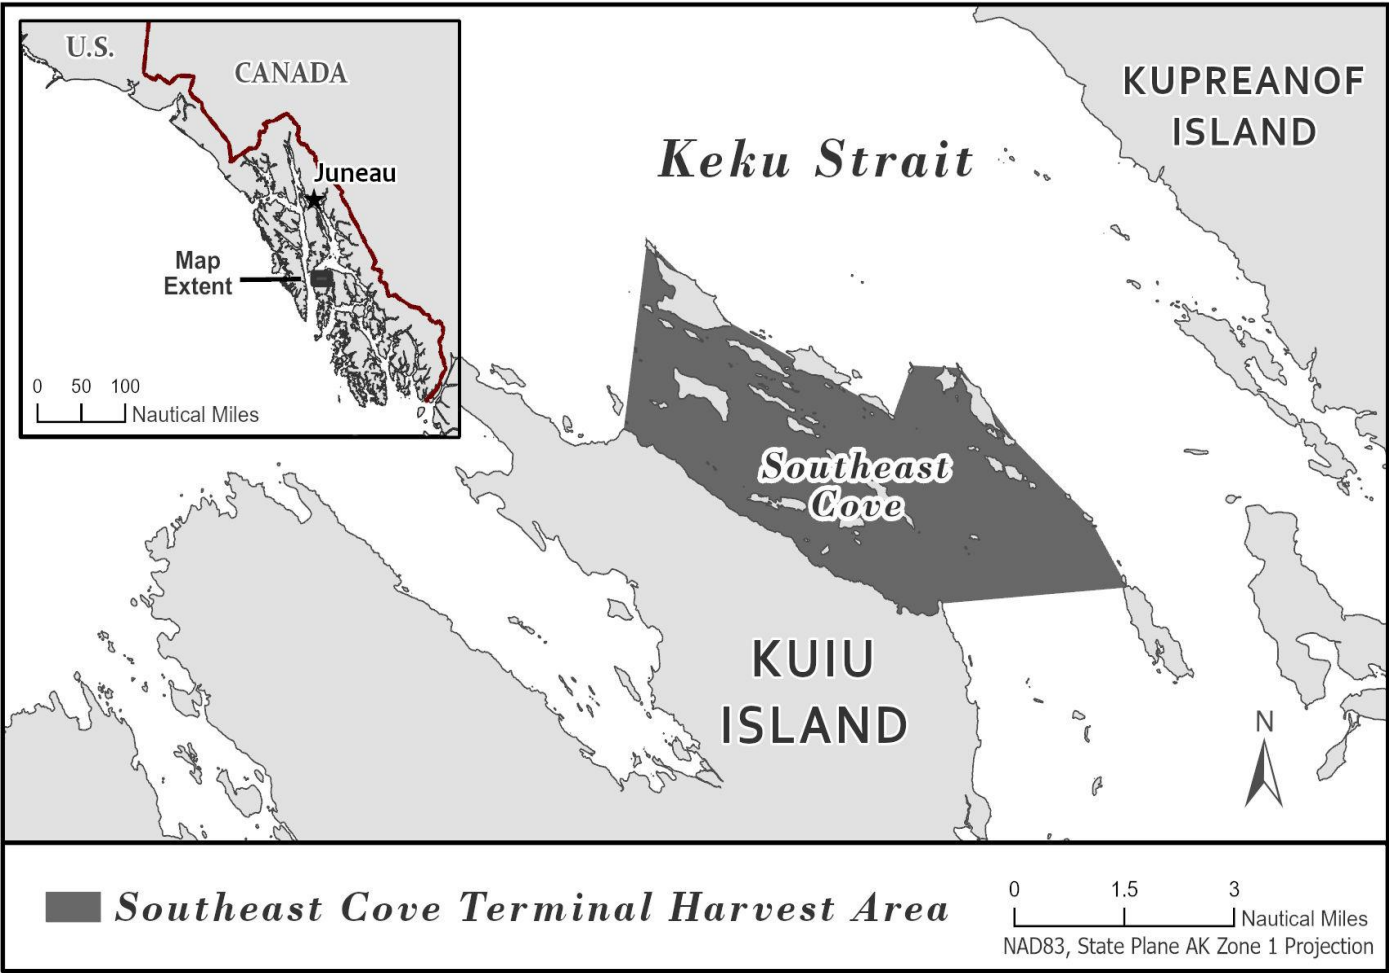 U.S.
CANADA
Juneau
Map
Extent
0 50 100
Nautical Miles
KUPREANOF
ISLAND
Keku Strait
Southeast
Cove
KUIU
ISLAND
N
Southeast Cove Terminal Harvest Area
0 1.5 3
Nautical Miles
NAD83, State Plane AK Zone 1 Projection